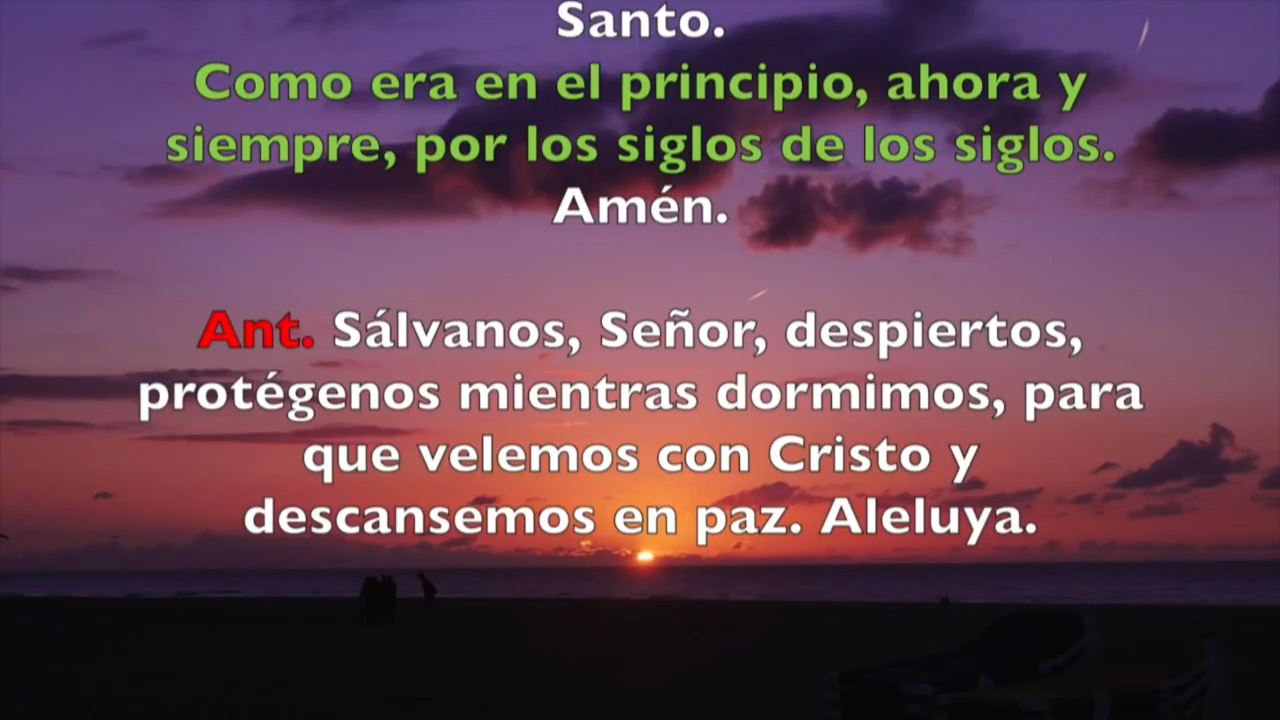 Santo.
Como era en el principio, ahora y
siempre, por los siglos de los siglos.
Amén.
Ant. Sálvanos, Señor, despiertos,
protégenos mientras dormimos, para
que velemos con Cristo y
descansemos en paz. Aleluya.